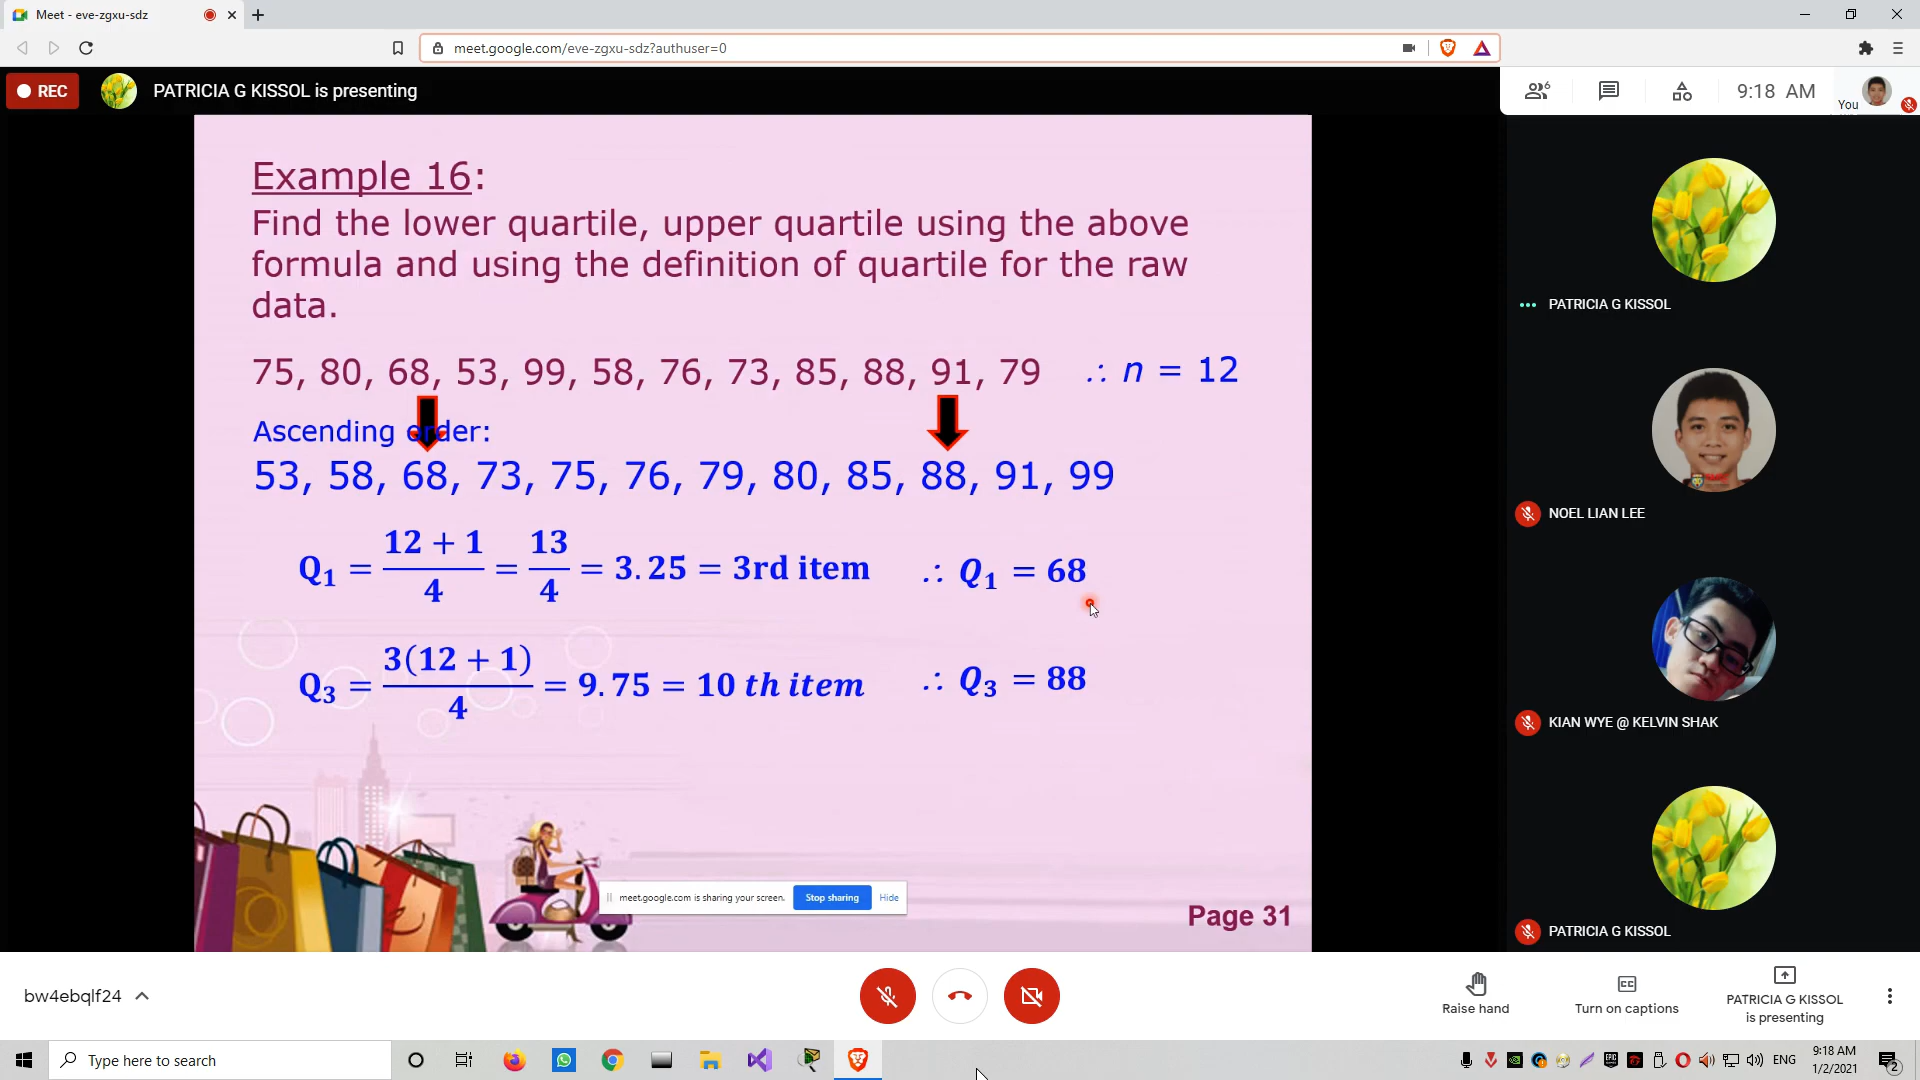 Meet - eve-zgxu-sdz
meet.google.com/eve-zgxu-sdz?authuser=0
REC
PATRICIA G KISSOL is presenting
6
9:18 AM
You
Example 16:
Find the lower quartile, upper quartile using the above
formula and using the definition of quartile for the raw
data.
75, 80, 68, 53, 99, 58, 76, 73, 85, 88, 91, 79 ∴ n = 12
Ascending order:
53, 58, 68, 73, 75, 76, 79, 80, 85, 88, 91, 99
Q₁ = (12 + 1)/4 = 13/4 = 3.25 = 3rd item ∴ Q₁ = 68
Q₃ = 3(12 + 1)/4 = 9.75 = 10 th item ∴ Q₃ = 88
meet.google.com is sharing your screen. Stop sharing Hide
Page 31
PATRICIA G KISSOL
NOEL LIAN LEE
KIAN WYE @ KELVIN SHAK
PATRICIA G KISSOL
bw4ebqlf24
Raise hand
Turn on captions
PATRICIA G KISSOL
is presenting
Type here to search
ENG
9:18 AM
1/2/2021
2